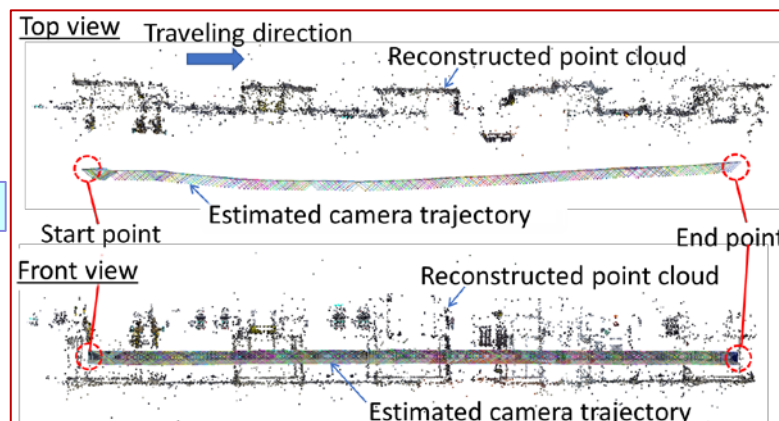 Top view
Traveling direction
Reconstructed point cloud
Estimated camera trajectory
Start point
End point
Front view
Reconstructed point cloud
Estimated camera trajectory